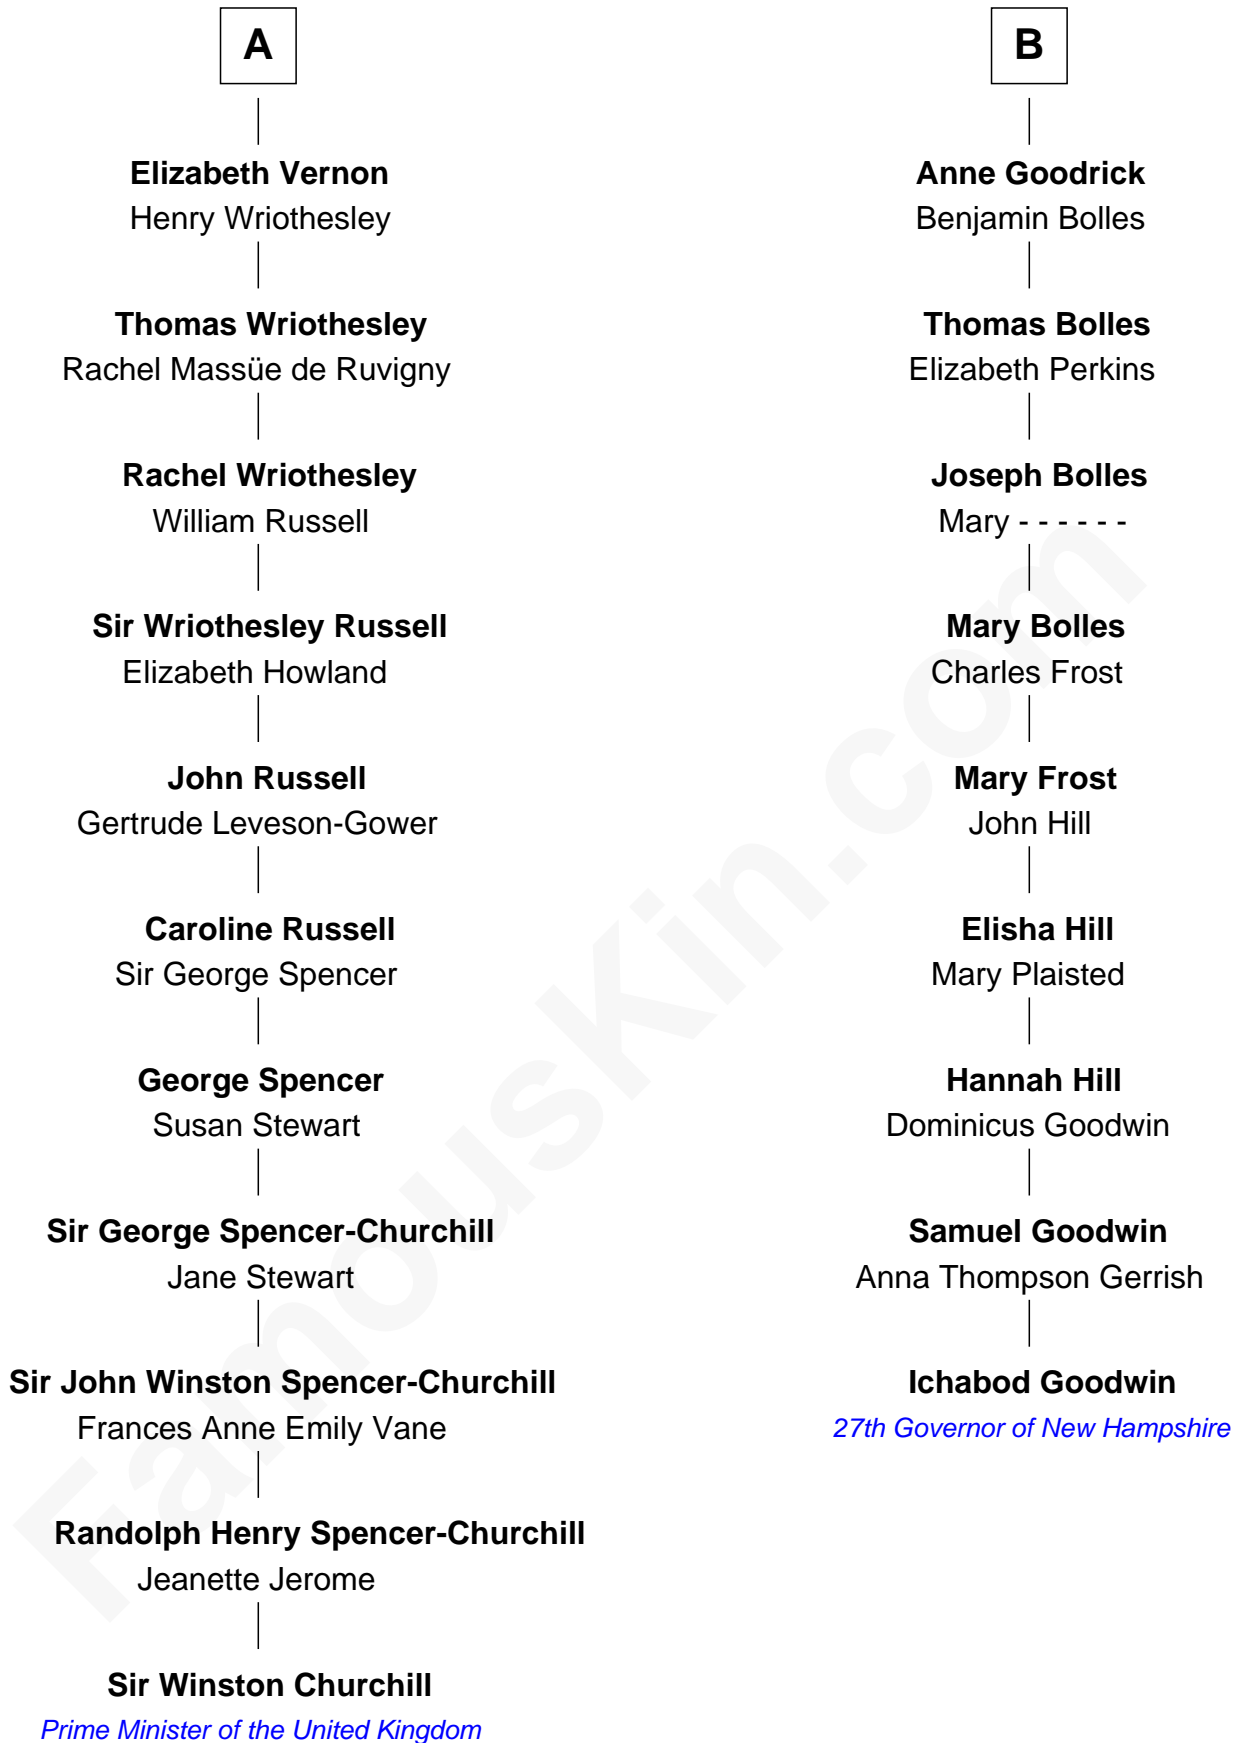 A
Elizabeth Vernon
Henry Wriothesley
Thomas Wriothesley
Rachel Massüe de Ruvigny
Rachel Wriothesley
William Russell
Sir Wriothesley Russell
Elizabeth Howland
John Russell
Gertrude Leveson-Gower
Caroline Russell
Sir George Spencer
George Spencer
Susan Stewart
Sir George Spencer-Churchill
Jane Stewart
Sir John Winston Spencer-Churchill
Frances Anne Emily Vane
Randolph Henry Spencer-Churchill
Jeanette Jerome
Sir Winston Churchill
Prime Minister of the United Kingdom
B
Anne Goodrick
Benjamin Bolles
Thomas Bolles
Elizabeth Perkins
Joseph Bolles
Mary - - - - - -
Mary Bolles
Charles Frost
Mary Frost
John Hill
Elisha Hill
Mary Plaisted
Hannah Hill
Dominicus Goodwin
Samuel Goodwin
Anna Thompson Gerrish
Ichabod Goodwin
27th Governor of New Hampshire
FamousKin.com